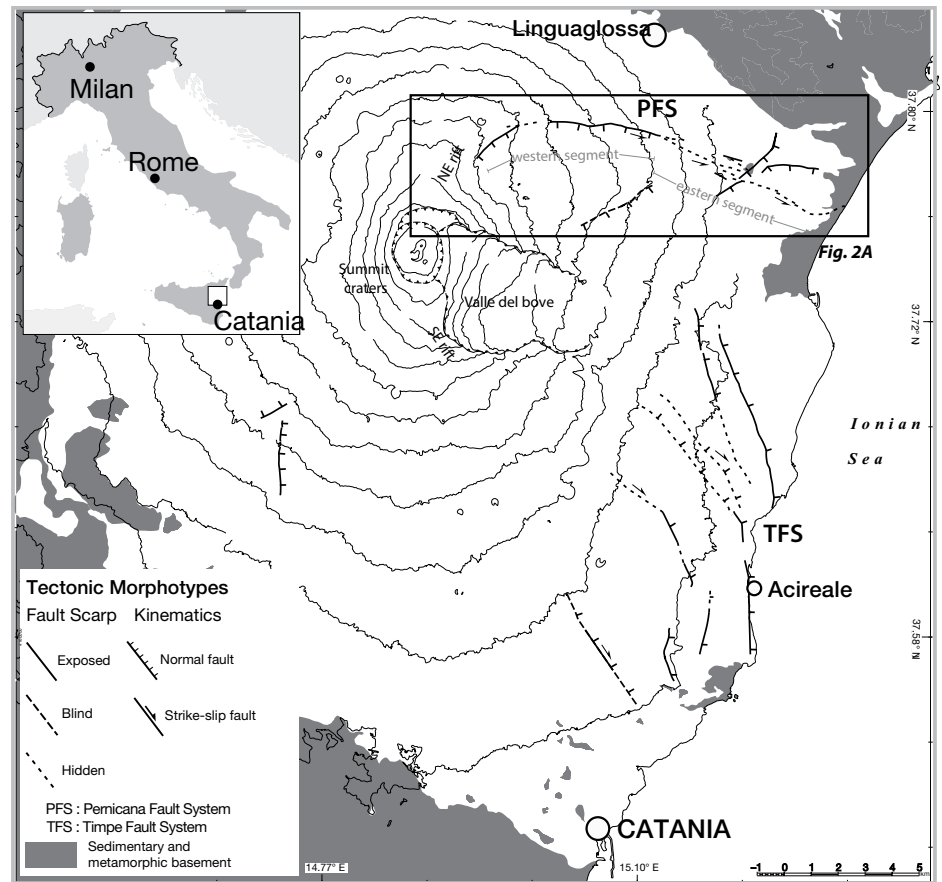 Linguaglossa
Milan
Rome
Catania
PFS
37.80° N
NE rift
western segment
eastern segment
Fig. 2A
Summit
craters
Valle del bove
37.72° N
Ionian
Sea
TFS
Acireale
37.58° N
Tectonic Morphotypes
Fault Scarp Kinematics
Exposed
Normal fault
Blind
Strike-slip fault
Hidden
PFS : Pernicana Fault System
TFS : Timpe Fault System
Sedimentary and
metamorphic basement
CATANIA
14.77° E
15.10° E
-1 0 1 2 3 4 5